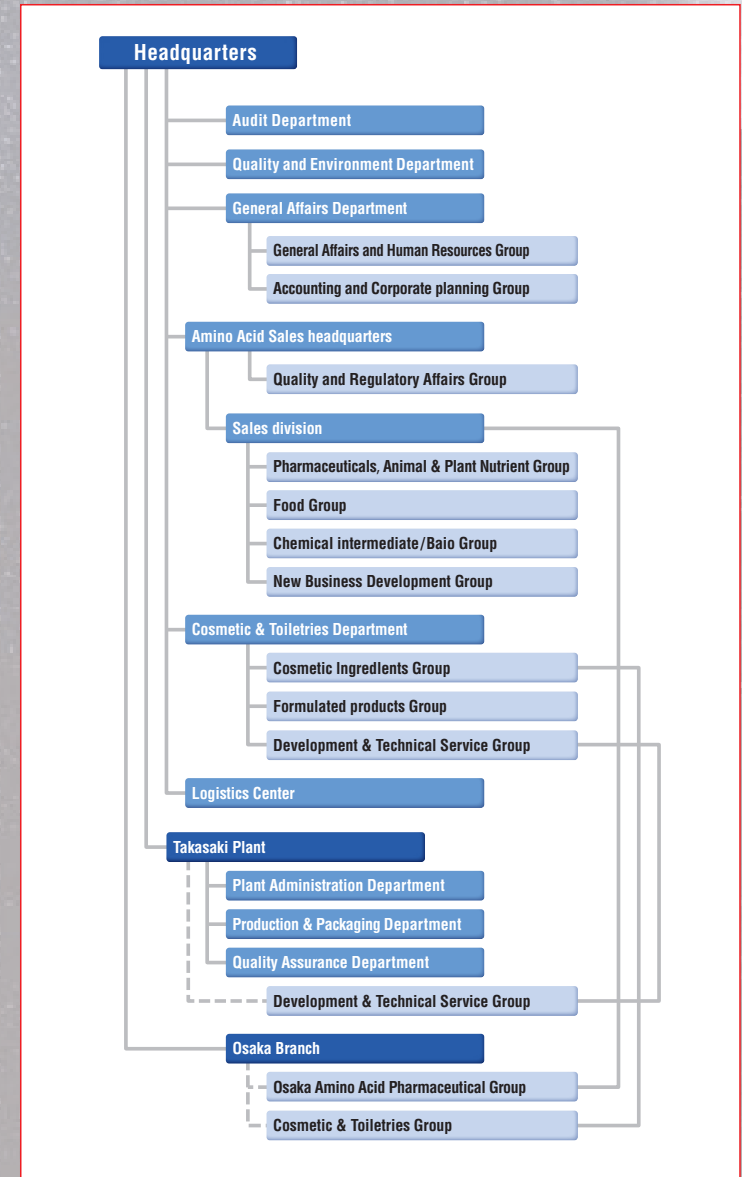 Headquarters
Audit Department
Quality and Environment Department
General Affairs Department
General Affairs and Human Resources Group
Accounting and Corporate planning Group
Amino Acid Sales headquarters
Quality and Regulatory Affairs Group
Sales division
Pharmaceuticals, Animal & Plant Nutrient Group
Food Group
Chemical intermediate/Baio Group
New Business Development Group
Cosmetic & Toiletries Department
Cosmetic IngredIents Group
Formulated products Group
Development & Technical Service Group
Logistics Center
Takasaki Plant
Plant Administration Department
Production & Packaging Department
Quality Assurance Department
Development & Technical Service Group
Osaka Branch
Osaka Amino Acid Pharmaceutical Group
Cosmetic & Toiletries Group